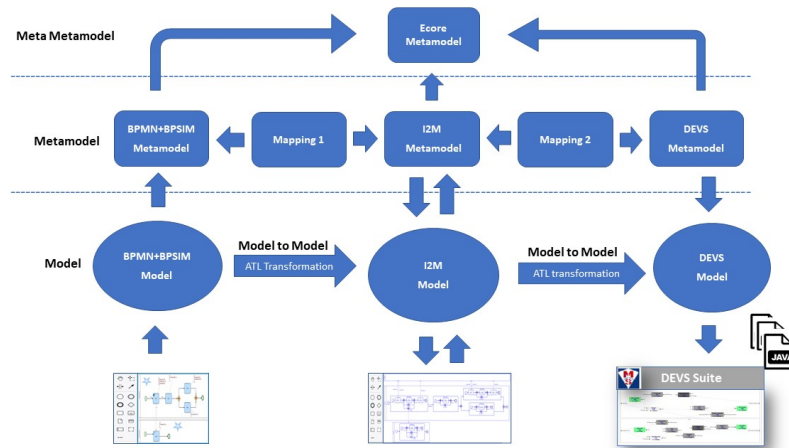 Meta Metamodel
Ecore
Metamodel
Metamodel
BPMN+BPSIM
Metamodel
Mapping 1
I2M
Metamodel
Mapping 2
DEVS
Metamodel
Model
BPMN+BPSIM
Model
Model to Model
ATL Transformation
I2M
Model
Model to Model
ATL transformation
DEVS
Model
JAVA
DEVS Suite